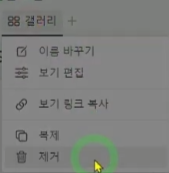 갤러리 +
이름 바꾸기
보기 편집
보기 링크 복사
복제
제거